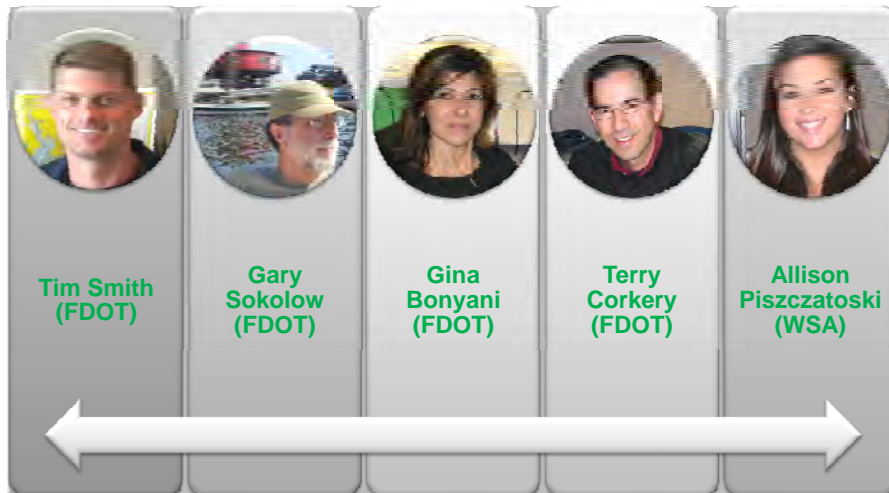 Tim Smith
(FDOT)
Gary
Sokolow
(FDOT)
Gina
Bonyani
(FDOT)
Terry
Corkery
(FDOT)
Allison
Piszczatoski
(WSA)